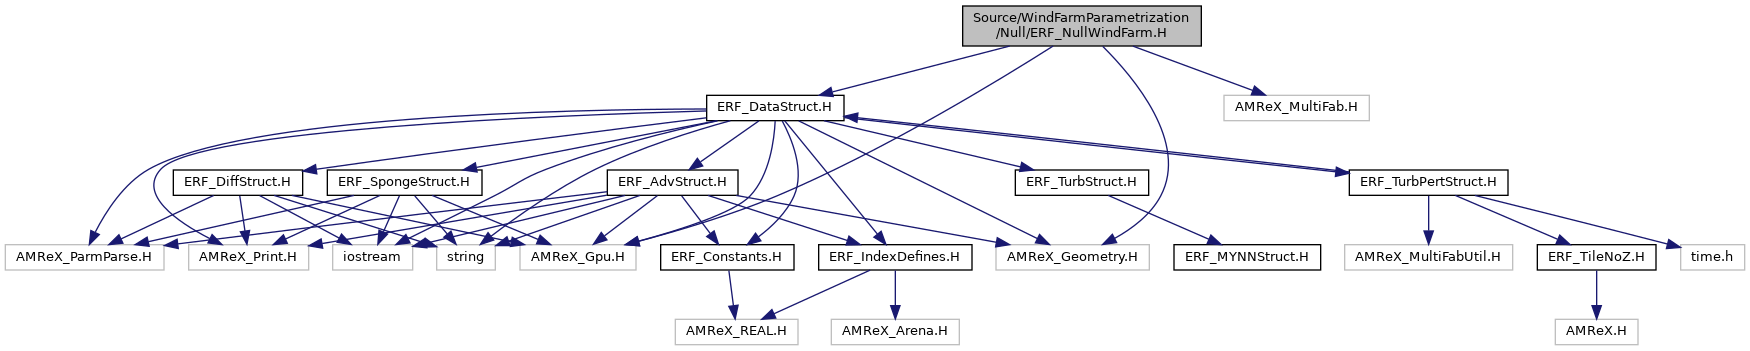 Source/WindFarmParametrization
/Null/ERF_NullWindFarm.H
ERF_DataStruct.H
AMReX_MultiFab.H
ERF_DiffStruct.H
ERF_SpongeStruct.H
ERF_AdvStruct.H
ERF_TurbStruct.H
ERF_TurbPertStruct.H
AMReX_ParmParse.H
AMReX_Print.H
iostream
string
AMReX_Gpu.H
ERF_Constants.H
ERF_IndexDefines.H
AMReX_Geometry.H
ERF_MYNNStruct.H
AMReX_MultiFabUtil.H
ERF_TileNoZ.H
time.h
AMReX_REAL.H
AMReX_Arena.H
AMReX.H